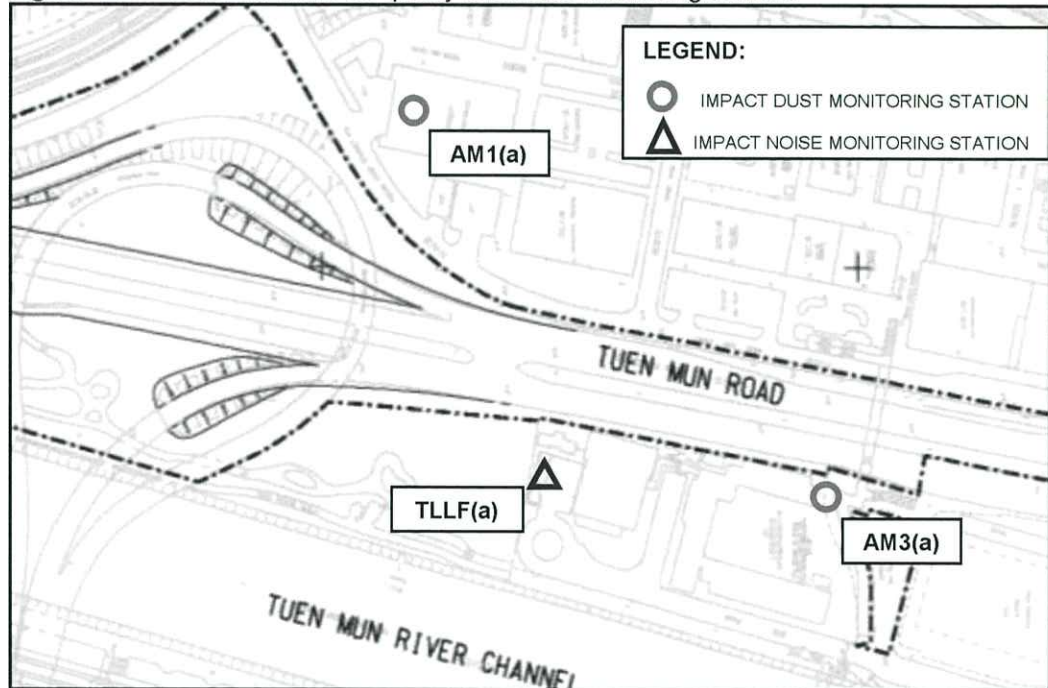 LEGEND:
IMPACT DUST MONITORING STATION
IMPACT NOISE MONITORING STATION
AM1(a)
TUEN MUN ROAD
TLLF(a)
AM3(a)
TUEN MUN RIVER CHANNEL